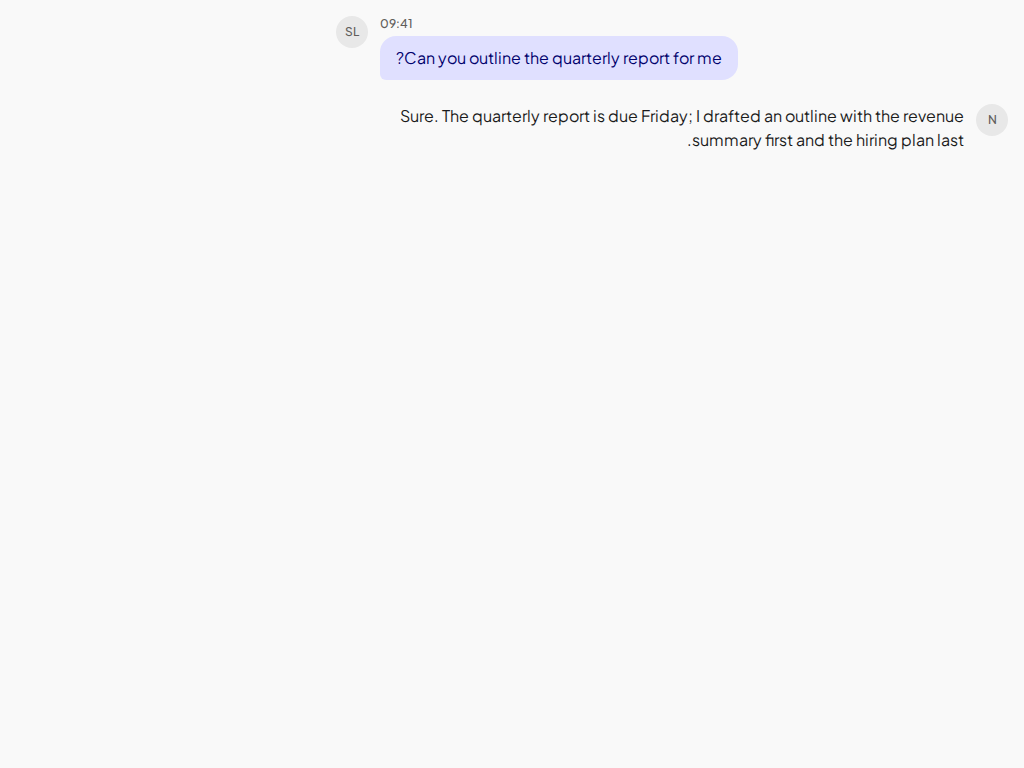 SL
09:41
?Can you outline the quarterly report for me
N
Sure. The quarterly report is due Friday; I drafted an outline with the revenue
.summary first and the hiring plan last